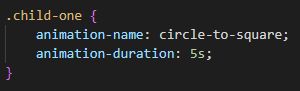 .child-one {
    animation-name: circle-to-square;
    animation-duration: 5s;
}